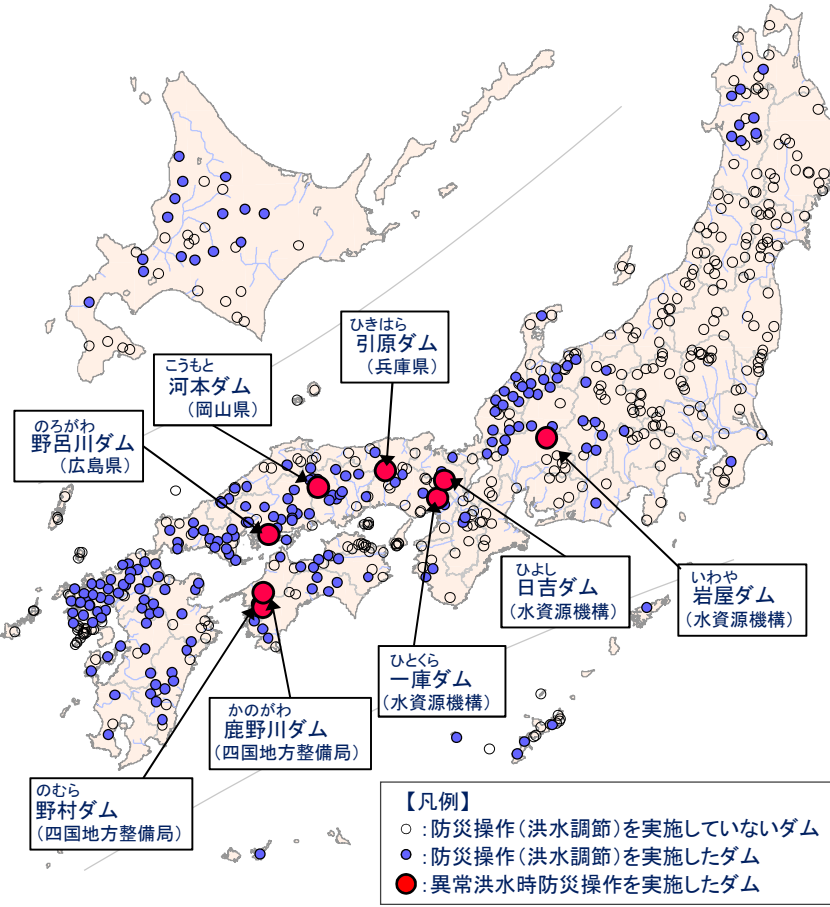 ひきはら
引原ダム
（兵庫県）
こうもと
河本ダム
（岡山県）
のろがわ
野呂川ダム
（広島県）
ひよし
日吉ダム
（水資源機構）
いわや
岩屋ダム
（水資源機構）
ひとくら
一庫ダム
（水資源機構）
かのがわ
鹿野川ダム
（四国地方整備局）
のむら
野村ダム
（四国地方整備局）
【凡例】
○：防災操作（洪水調節）を実施していないダム
●：防災操作（洪水調節）を実施したダム
●：異常洪水時防災操作を実施したダム